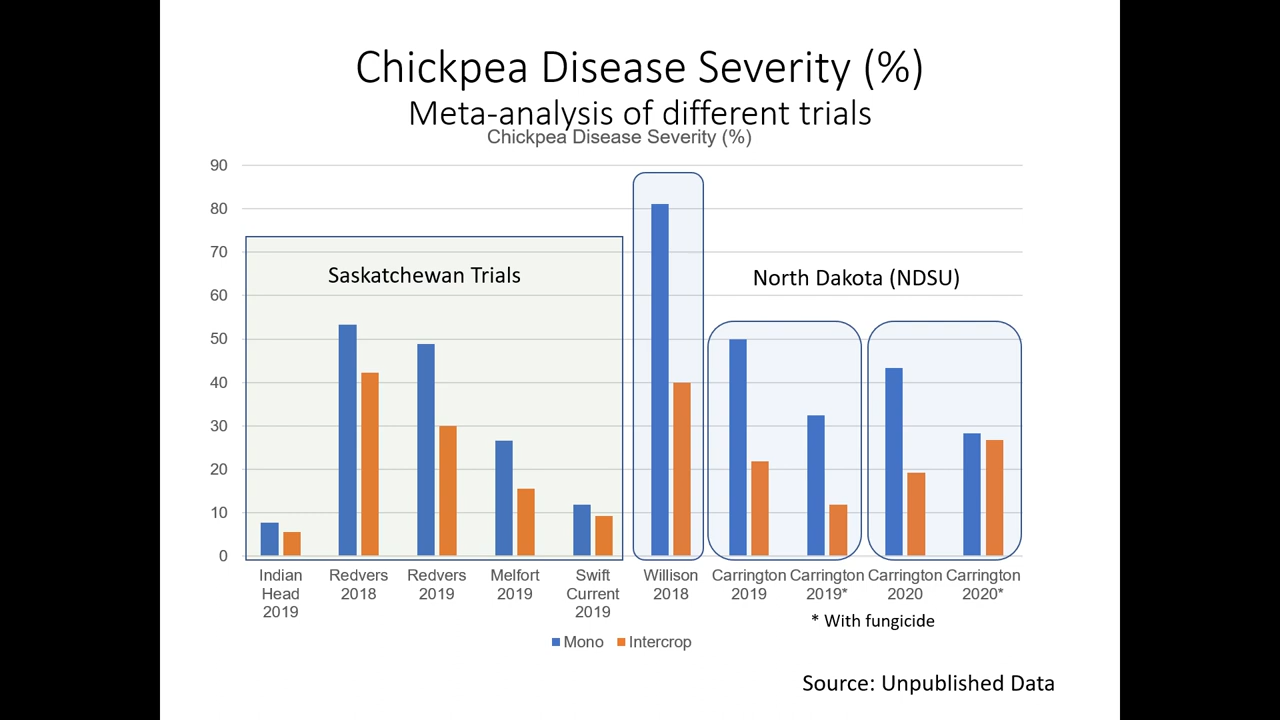 Chickpea Disease Severity (%)
Meta-analysis of different trials
Chickpea Disease Severity (%)
90
80
70
60
50
40
30
20
10
0
Saskatchewan Trials
North Dakota (NDSU)
Indian Head 2019
Redvers 2018
Redvers 2019
Melfort 2019
Swift Current 2019
Willison 2018
Carrington 2019
Carrington 2019*
Carrington 2020
Carrington 2020*
* With fungicide
Mono
Intercrop
Source: Unpublished Data